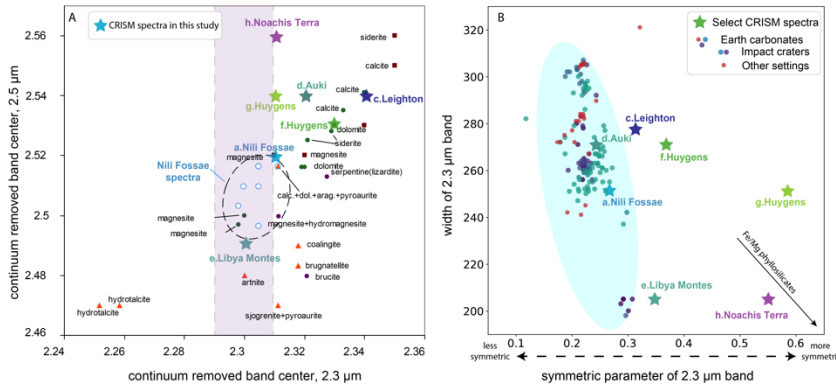 A
CRISM spectra in this study
h.Noachis Terra
siderite
calcite
d.Auki
calcite
c.Leighton
g.Huygens
calcite
f.Huygens
dolomite
siderite
a.Nili Fossae
magnesite
magnesite
dolomite
Nili Fossae
spectra
serpentine(lizardite)
calc.+dol.+arag.+pyroaurite
magnesite
magnesite+hydromagnesite
magnesite
coalingite
e.Libya Montes
brugnatellite
brucite
artnite
hydrotalcite
hydrotalcite
sjogrenite+pyroaurite
2.56
2.54
2.52
2.5
2.48
2.46
continuum removed band center, 2.5 µm
2.24
2.26
2.28
2.3
2.32
2.34
2.36
continuum removed band center, 2.3 µm
B
Select CRISM spectra
Earth carbonates
Impact craters
Other settings
c.Leighton
d.Auki
f.Huygens
a.Nili Fossae
g.Huygens
Fe/Mg phyllosilicates
e.Libya Montes
h.Noachis Terra
320
300
280
260
240
220
200
width of 2.3 µm band
0.1
0.2
0.3
0.4
0.5
0.6
less
symmetric
more
symmetri
symmetric parameter of 2.3 µm band